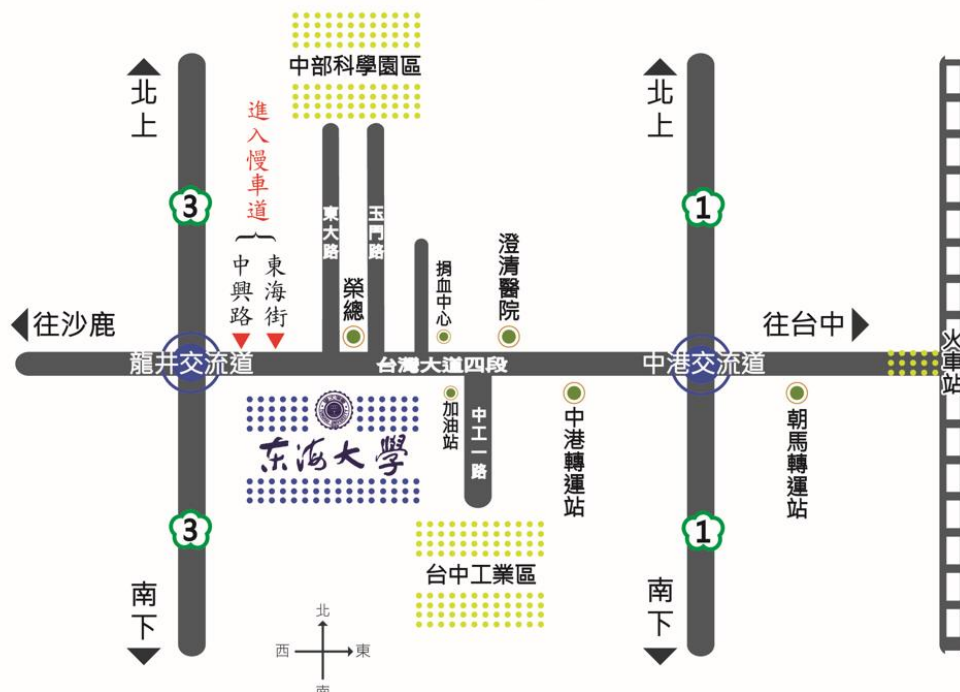 中部科學園區
北上
北上
進入慢車道
3
1
東大路
玉門路
中興路
東海街
榮總
捐血中心
澄清醫院
往沙鹿
往台中
龍井交流道
台灣大道四段
中港交流道
火車站
东海大學
加油站
中工一路
中港轉運站
朝馬轉運站
3
1
台中工業區
南下
南下
北
西
東
南